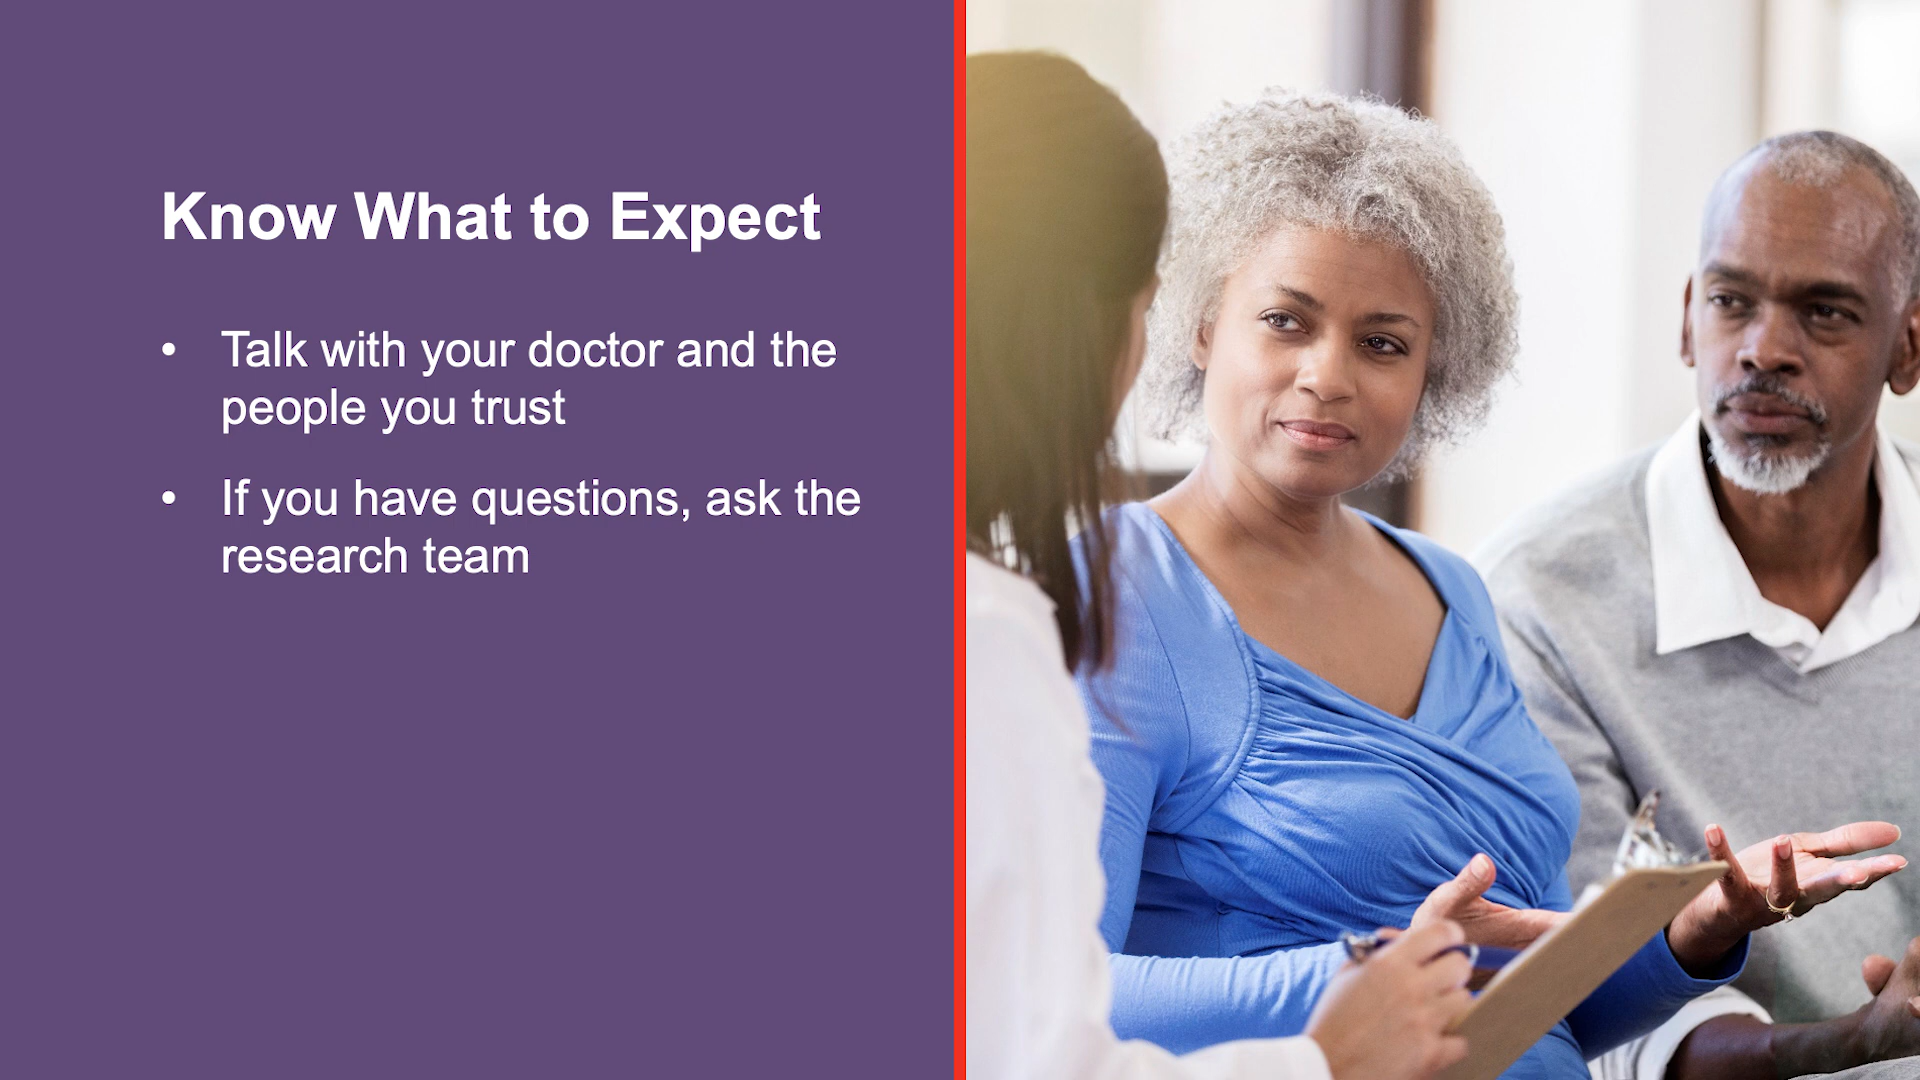 Know What to Expect
• Talk with your doctor and the
people you trust
• If you have questions, ask the
research team